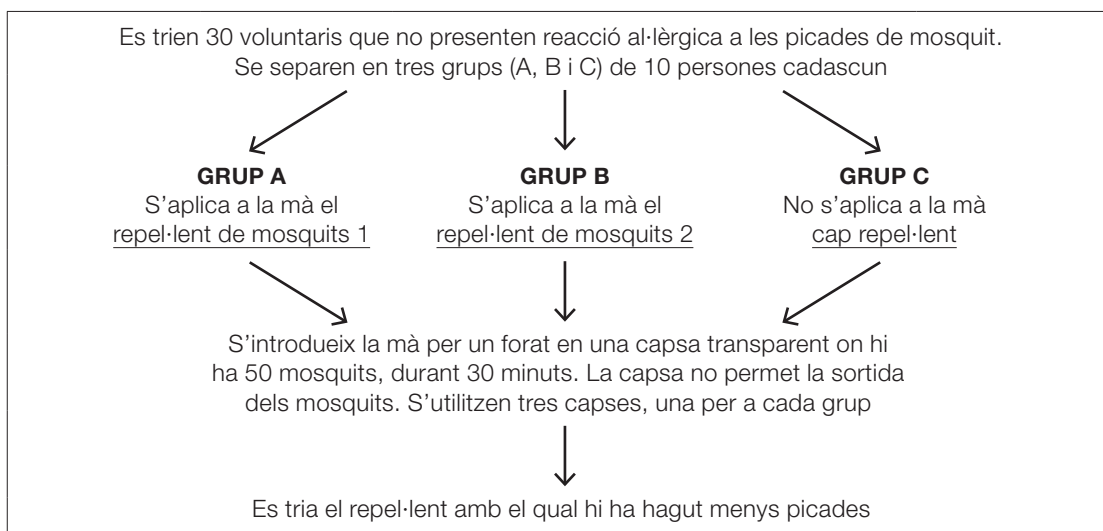 Es trien 30 voluntaris que no presenten reacció al·lèrgica a les picades de mosquit.
Se separen en tres grups (A, B i C) de 10 persones cadascun
GRUP A
S'aplica a la mà el
repel·lent de mosquits 1
GRUP B
S'aplica a la mà el
repel·lent de mosquits 2
GRUP C
No s'aplica a la mà
cap repel·lent
S'introdueix la mà per un forat en una capsa transparent on hi
ha 50 mosquits, durant 30 minuts. La capsa no permet la sortida
dels mosquits. S'utilitzen tres capses, una per a cada grup
Es tria el repel·lent amb el qual hi ha hagut menys picades